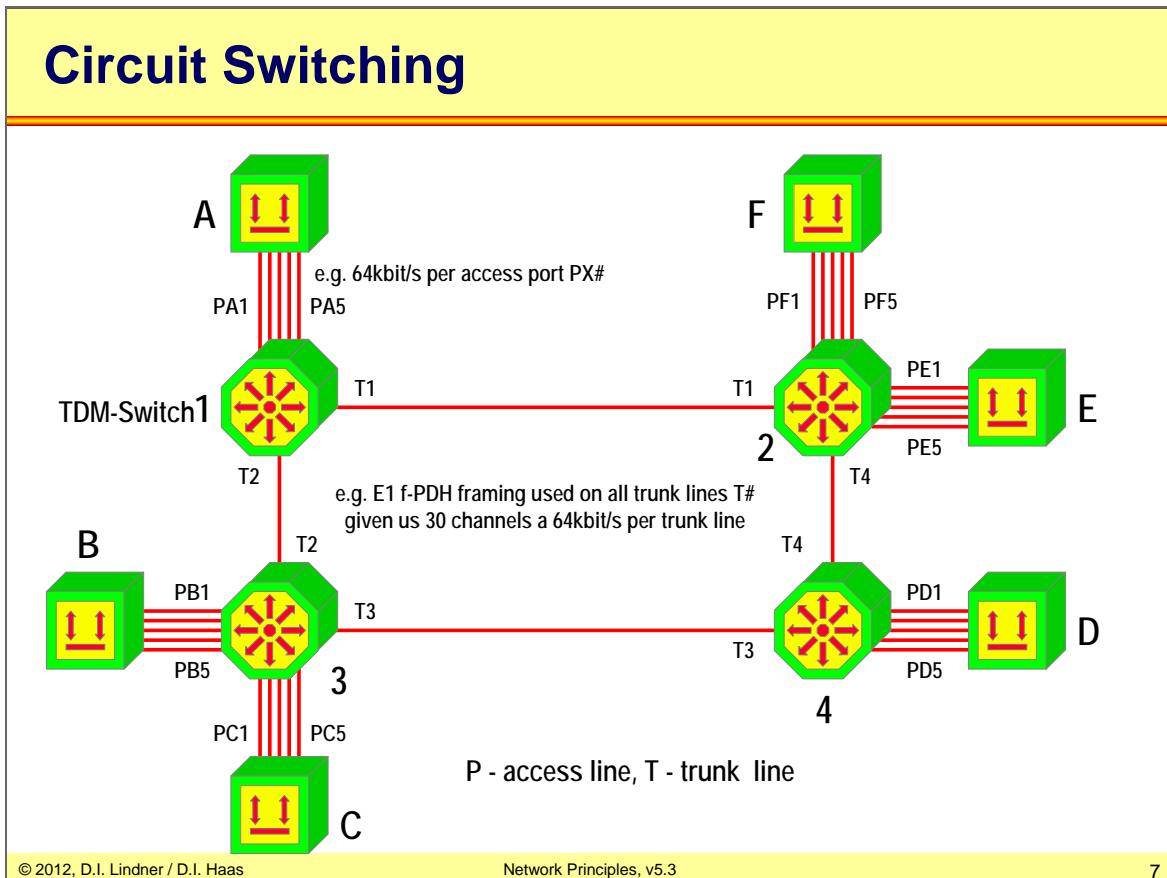 Circuit Switching
A
F
e.g. 64kbit/s per access port PX#
PA1
PA5
PF1
PF5
PE1
T1
T1
TDM-Switch1
E
2
PE5
T2
T4
e.g. E1 f-PDH framing used on all trunk lines T#
given us 30 channels a 64kbit/s per trunk line
B
T2
T4
PB1
PD1
T3
D
T3
PB5
PD5
3
4
PC1
PC5
P - access line, T - trunk line
C
© 2012, D.I. Lindner / D.I. Haas
Network Principles, v5.3
7